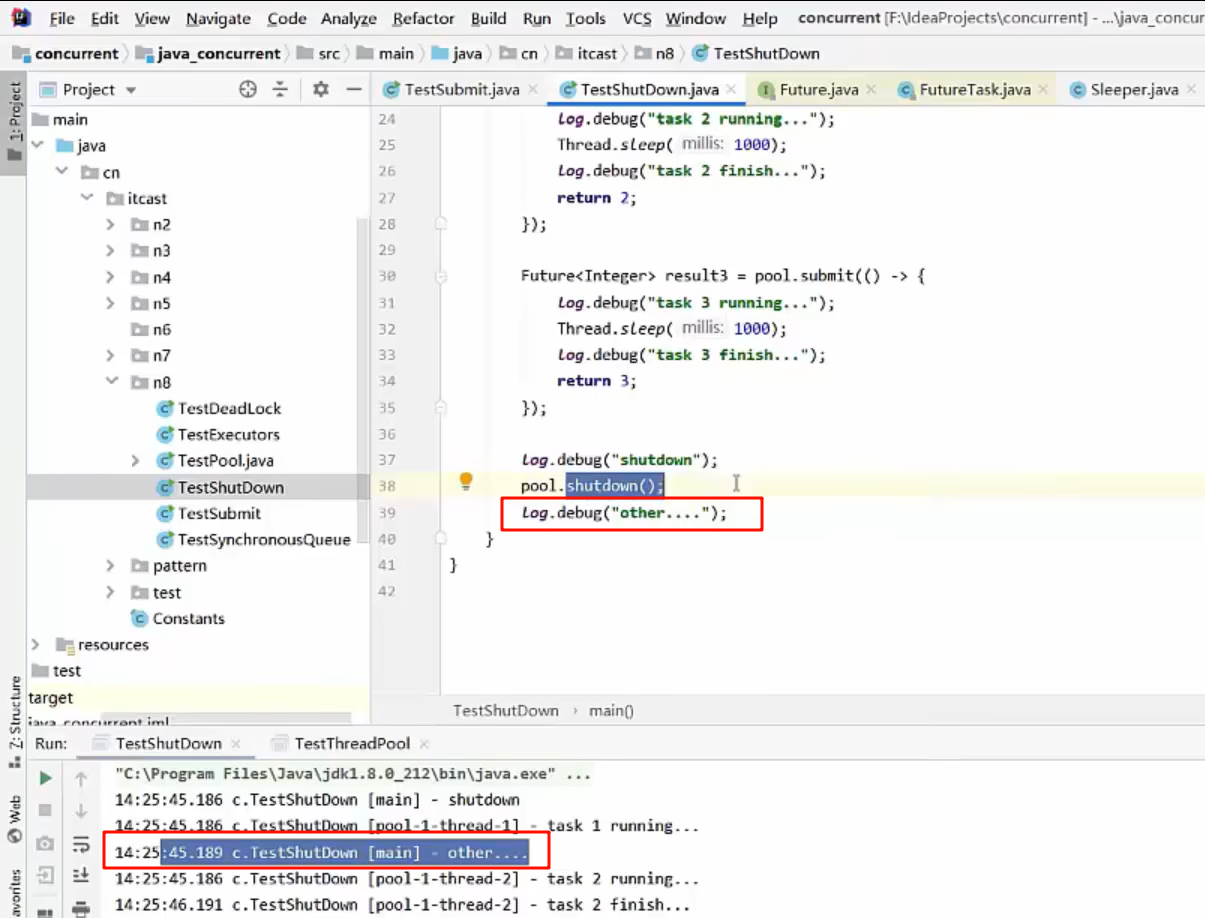 File Edit View Navigate Code Analyze Refactor Build Run Tools VCS Window Help concurrent [F:\IdeaProjects\concurrent] - ...\java_concur
concurrent java_concurrent src main java cn itcast n8 TestShutDown
1: Project
Project
TestSubmit.java TestShutDown.java Future.java FutureTask.java Sleeper.java
main
java
cn
itcast
n2
n3
n4
n5
n6
n7
n8
TestDeadLock
TestExecutors
TestPool.java
TestShutDown
TestSubmit
TestSynchronousQueue
pattern
test
Constants
resources
test
target
java_concurrent.iml
24 log.debug("task 2 running...");
25 Thread.sleep( millis: 1000);
26 log.debug("task 2 finish...");
27 return 2;
28 });
29
30 Future<Integer> result3 = pool.submit(() -> {
31 log.debug("task 3 running...");
32 Thread.sleep( millis: 1000);
33 log.debug("task 3 finish...");
34 return 3;
35 });
36
37 log.debug("shutdown");
38 pool.shutdown();
39 log.debug("other....");
40 }
41 }
42
TestShutDown › main()
7: Structure
Web
avorites
Run: TestShutDown TestThreadPool
"C:\Program Files\Java\jdk1.8.0_212\bin\java.exe" ...
14:25:45.186 c.TestShutDown [main] - shutdown
14:25:45.186 c.TestShutDown [pool-1-thread-1] - task 1 running...
14:25:45.189 c.TestShutDown [main] - other....
14:25:45.186 c.TestShutDown [pool-1-thread-2] - task 2 running...
14:25:46.191 c.TestShutDown [pool-1-thread-2] - task 2 finish...